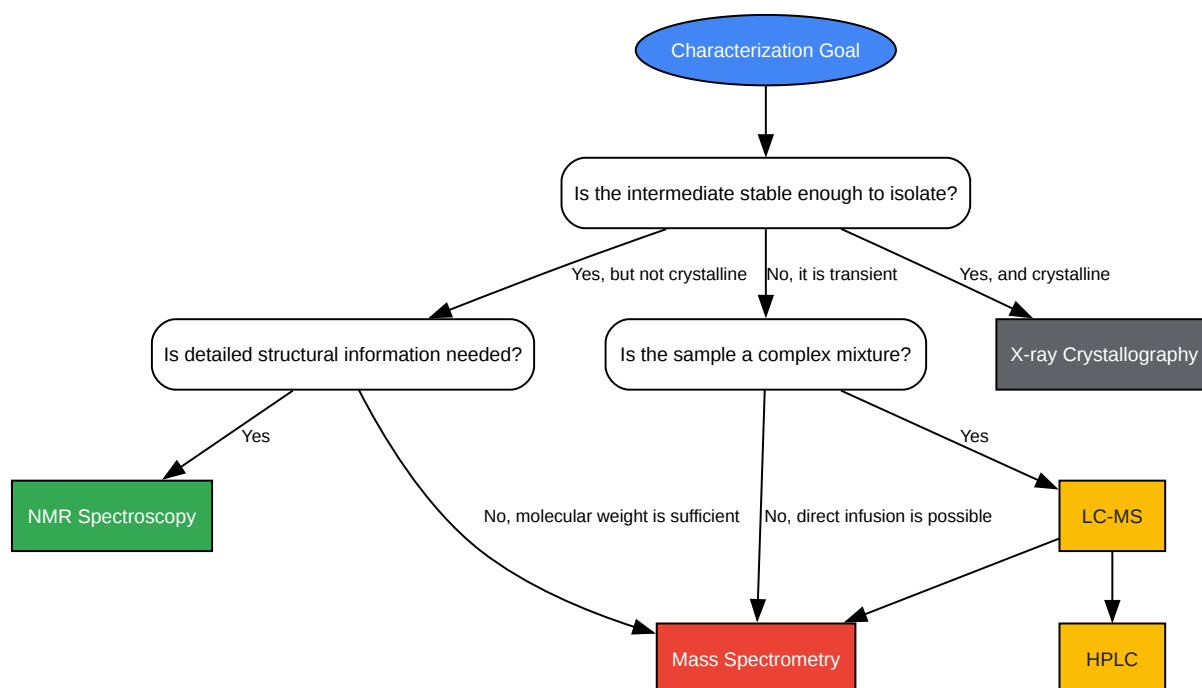 Characterization Goal
Is the intermediate stable enough to isolate?
Yes, but not crystalline
No, it is transient
Yes, and crystalline
Is detailed structural information needed?
Is the sample a complex mixture?
X-ray Crystallography
Yes
Yes
NMR Spectroscopy
No, molecular weight is sufficient
No, direct infusion is possible
LC-MS
Mass Spectrometry
HPLC